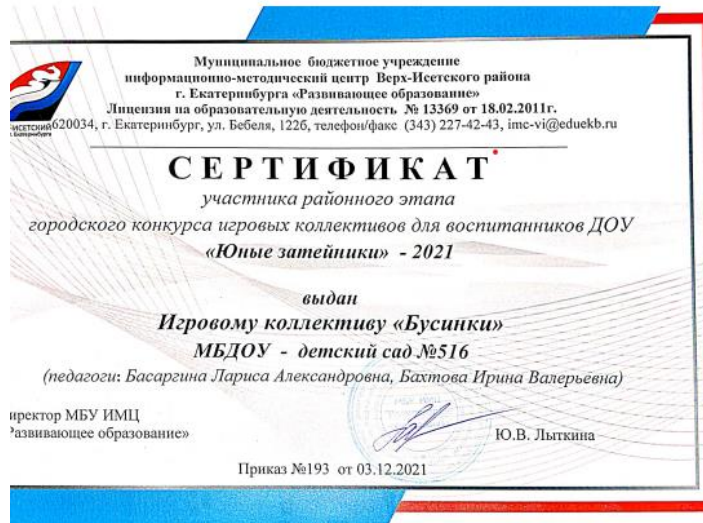 Муниципальное бюджетное учреждение
информационно-методический центр Верх-Исетского района
г. Екатеринбурга «Развивающее образование»
Лицензия на образовательную деятельность № 13369 от 18.02.2011г.
620034, г. Екатеринбург, ул. Бебеля, 122б, телефон/факс (343) 227-42-43, imc-vi@eduekb.ru
СЕРТИФИКАТ
участника районного этапа
городского конкурса игровых коллективов для воспитанников ДОУ
«Юные затейники» - 2021
выдан
Игровому коллективу «Бусинки»
МБДОУ - детский сад №516
(педагоги: Басаргина Лариса Александровна, Бахтова Ирина Валерьевна)
иректор МБУ ИМЦ
Развивающее образование»
Ю.В. Лыткина
Приказ №193 от 03.12.2021